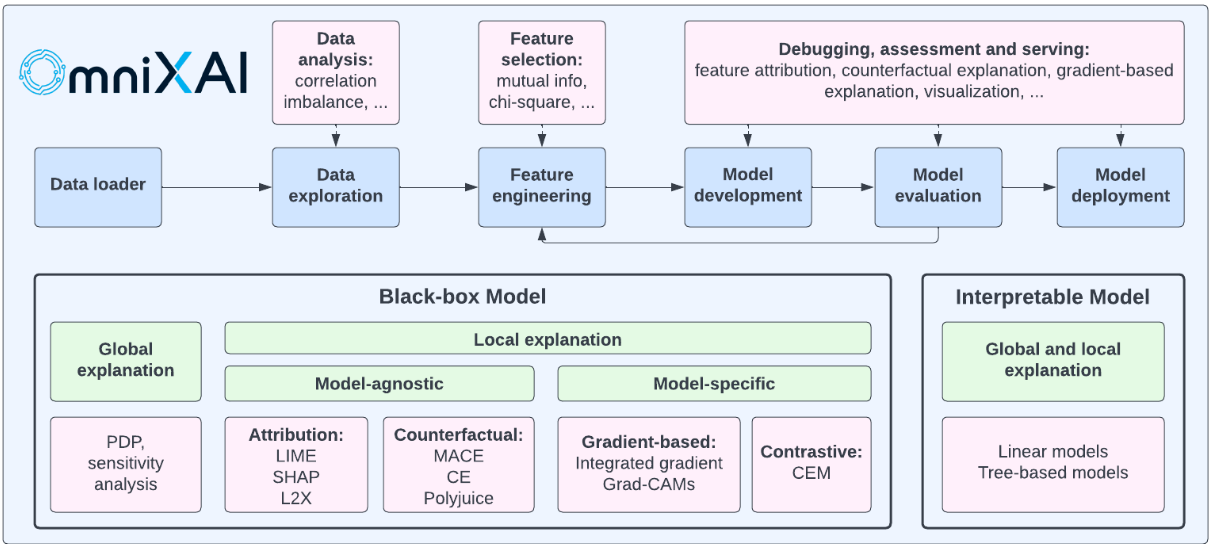 OmniXAI
Data
analysis:
correlation
imbalance, ...
Feature
selection:
mutual info,
chi-square, ...
Debugging, assessment and serving:
feature attribution, counterfactual explanation, gradient-based
explanation, visualization, ...
Data loader
Data
exploration
Feature
engineering
Model
development
Model
evaluation
Model
deployment
Black-box Model
Global
explanation
Local explanation
Model-agnostic
Model-specific
PDP,
sensitivity
analysis
Attribution:
LIME
SHAP
L2X
Counterfactual:
MACE
CE
Polyjuice
Gradient-based:
Integrated gradient
Grad-CAMs
Contrastive:
CEM
Interpretable Model
Global and local
explanation
Linear models
Tree-based models